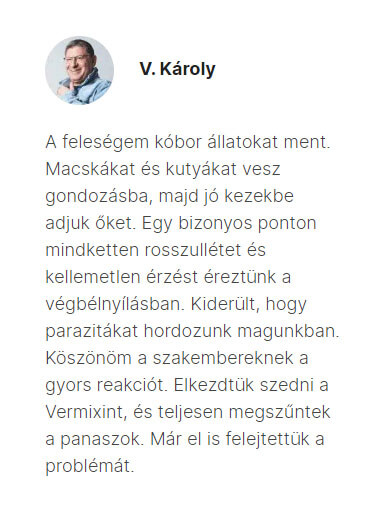 V. Károly
A feleségem kóbor állatokat ment.
Macskákat és kutyákat vesz
gondozásba, majd jó kezekbe
adjuk őket. Egy bizonyos ponton
mindketten rosszullétet és
kellemetlen érzést éreztünk a
végbélnyílásban. Kiderült, hogy
parazitákat hordozunk magunkban.
Köszönöm a szakembereknek a
gyors reakciót. Elkezdtük szedni a
Vermixint, és teljesen megszűntek
a panaszok. Már el is felejtettük a
problémát.